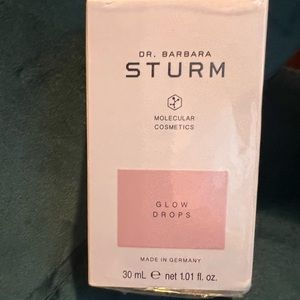 DR. BARBARA
STURM
MOLECULAR
COSMETICS
GLOW
DROPS
MADE IN GERMANY
30 mL ℮ net 1.01 fl. oz.